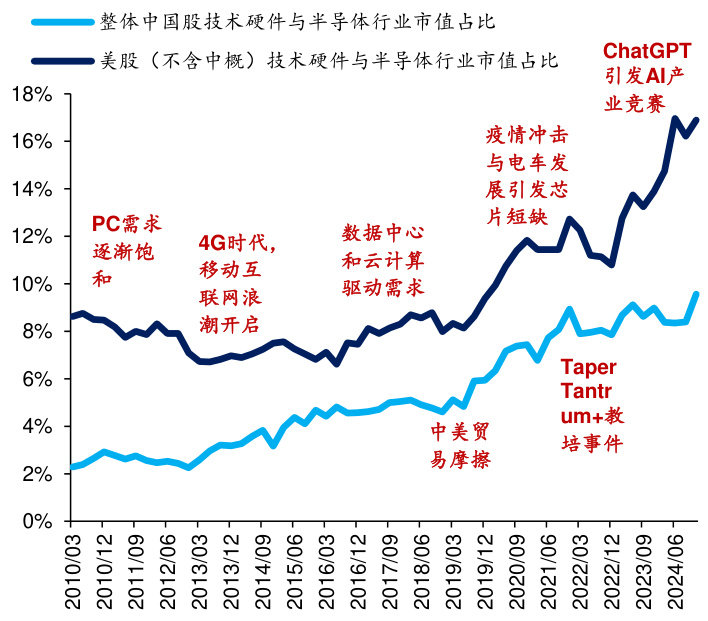 整体中国股技术硬件与半导体行业市值占比
美股（不含中概）技术硬件与半导体行业市值占比
18%
16%
14%
12%
10%
8%
6%
4%
2%
0%
PC需求
逐渐饱
和
4G时代，
移动互
联网浪
潮开启
数据中心
和云计算
驱动需求
中美贸
易摩擦
疫情冲击
与电车发
展引发芯
片短缺
Taper
Tantr
um+教
培事件
ChatGPT
引发AI产
业竞赛
2010/03
2010/12
2011/09
2012/06
2013/03
2013/12
2014/09
2015/06
2016/03
2016/12
2017/09
2018/06
2019/03
2019/12
2020/09
2021/06
2022/03
2022/12
2023/09
2024/06